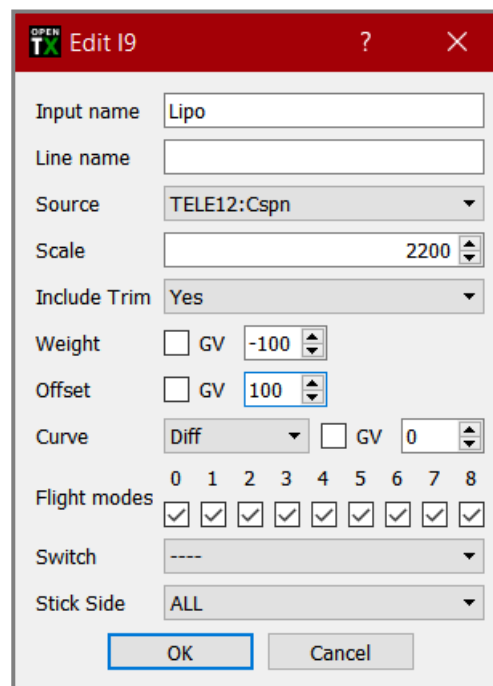 OPEN
TX Edit I9 ? ×
Input name Lipo
Line name
Source TELE12:Cspn
Scale 2200
Include Trim Yes
Weight GV -100
Offset GV 100
Curve Diff GV 0
0 1 2 3 4 5 6 7 8
Flight modes
Switch ----
Stick Side ALL
OK Cancel